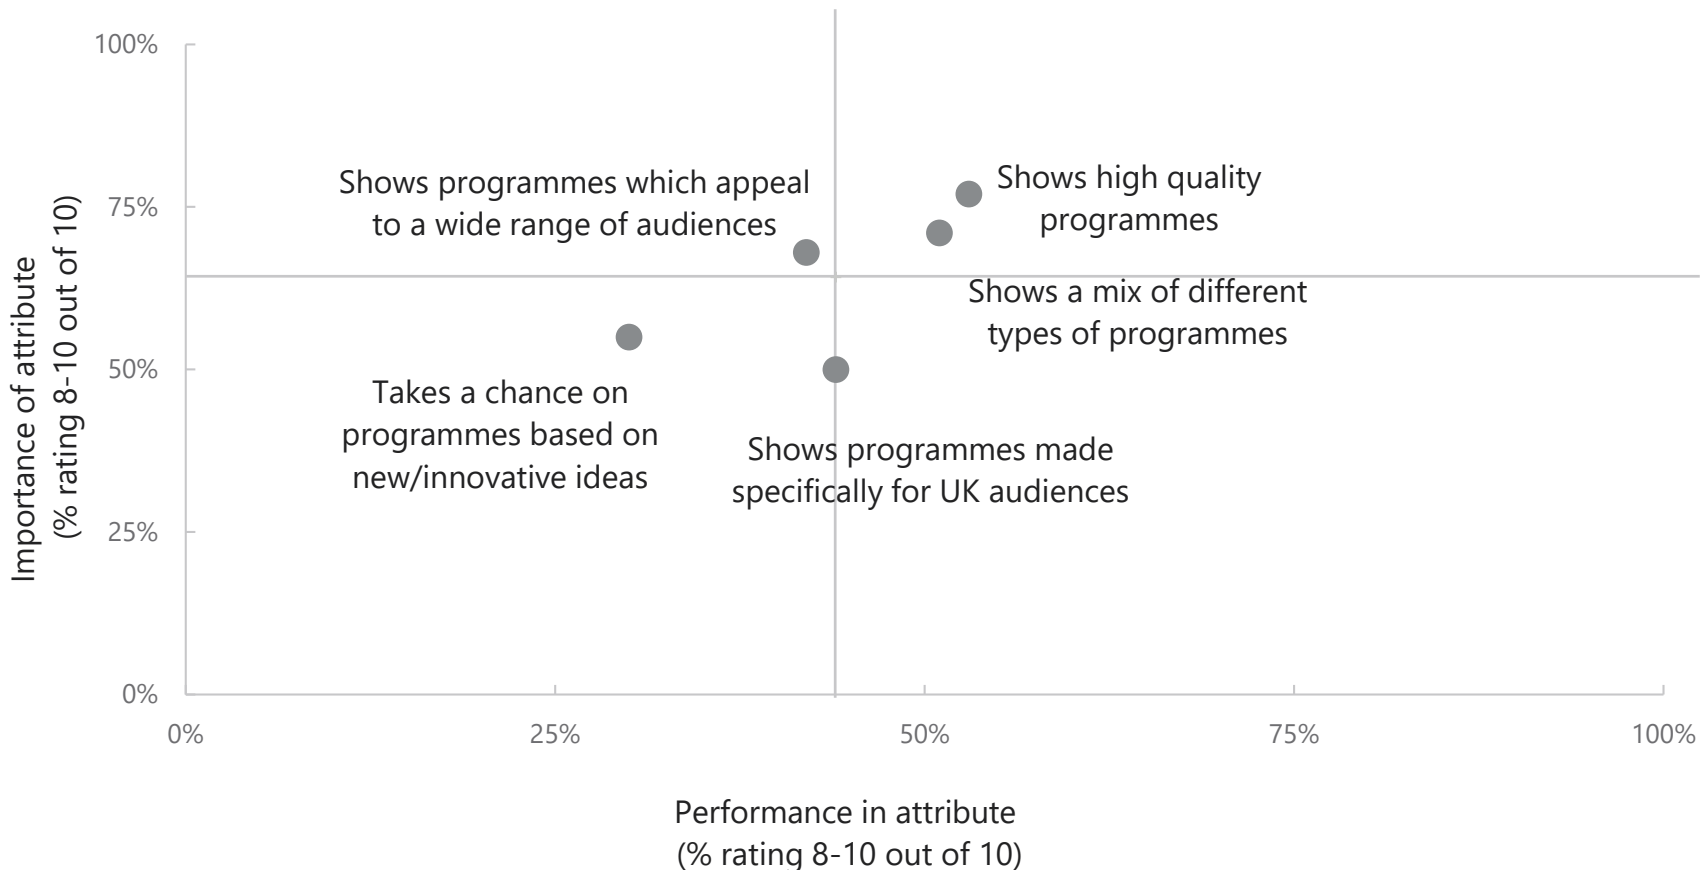 100%
75%
50%
25%
0%
Importance of attribute
(% rating 8-10 out of 10)
Shows programmes which appeal
to a wide range of audiences
Shows high quality
programmes
Shows a mix of different
types of programmes
Takes a chance on
programmes based on
new/innovative ideas
Shows programmes made
specifically for UK audiences
0%
25%
50%
75%
100%
Performance in attribute
(% rating 8-10 out of 10)